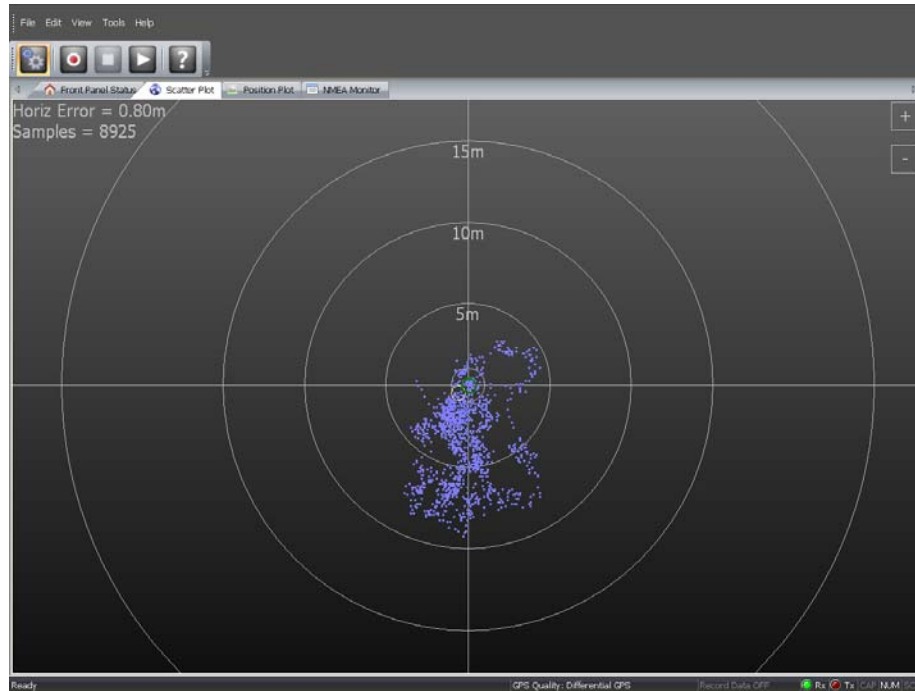 File Edit View Tools Help
?
Front Panel Status Scatter Plot Position Plot NMEA Monitor
Horiz Error = 0.80m
Samples = 8925
+
-
15m
10m
5m
Ready GPS Quality: Differential GPS Record Data OFF Rx Tx CAP NUM